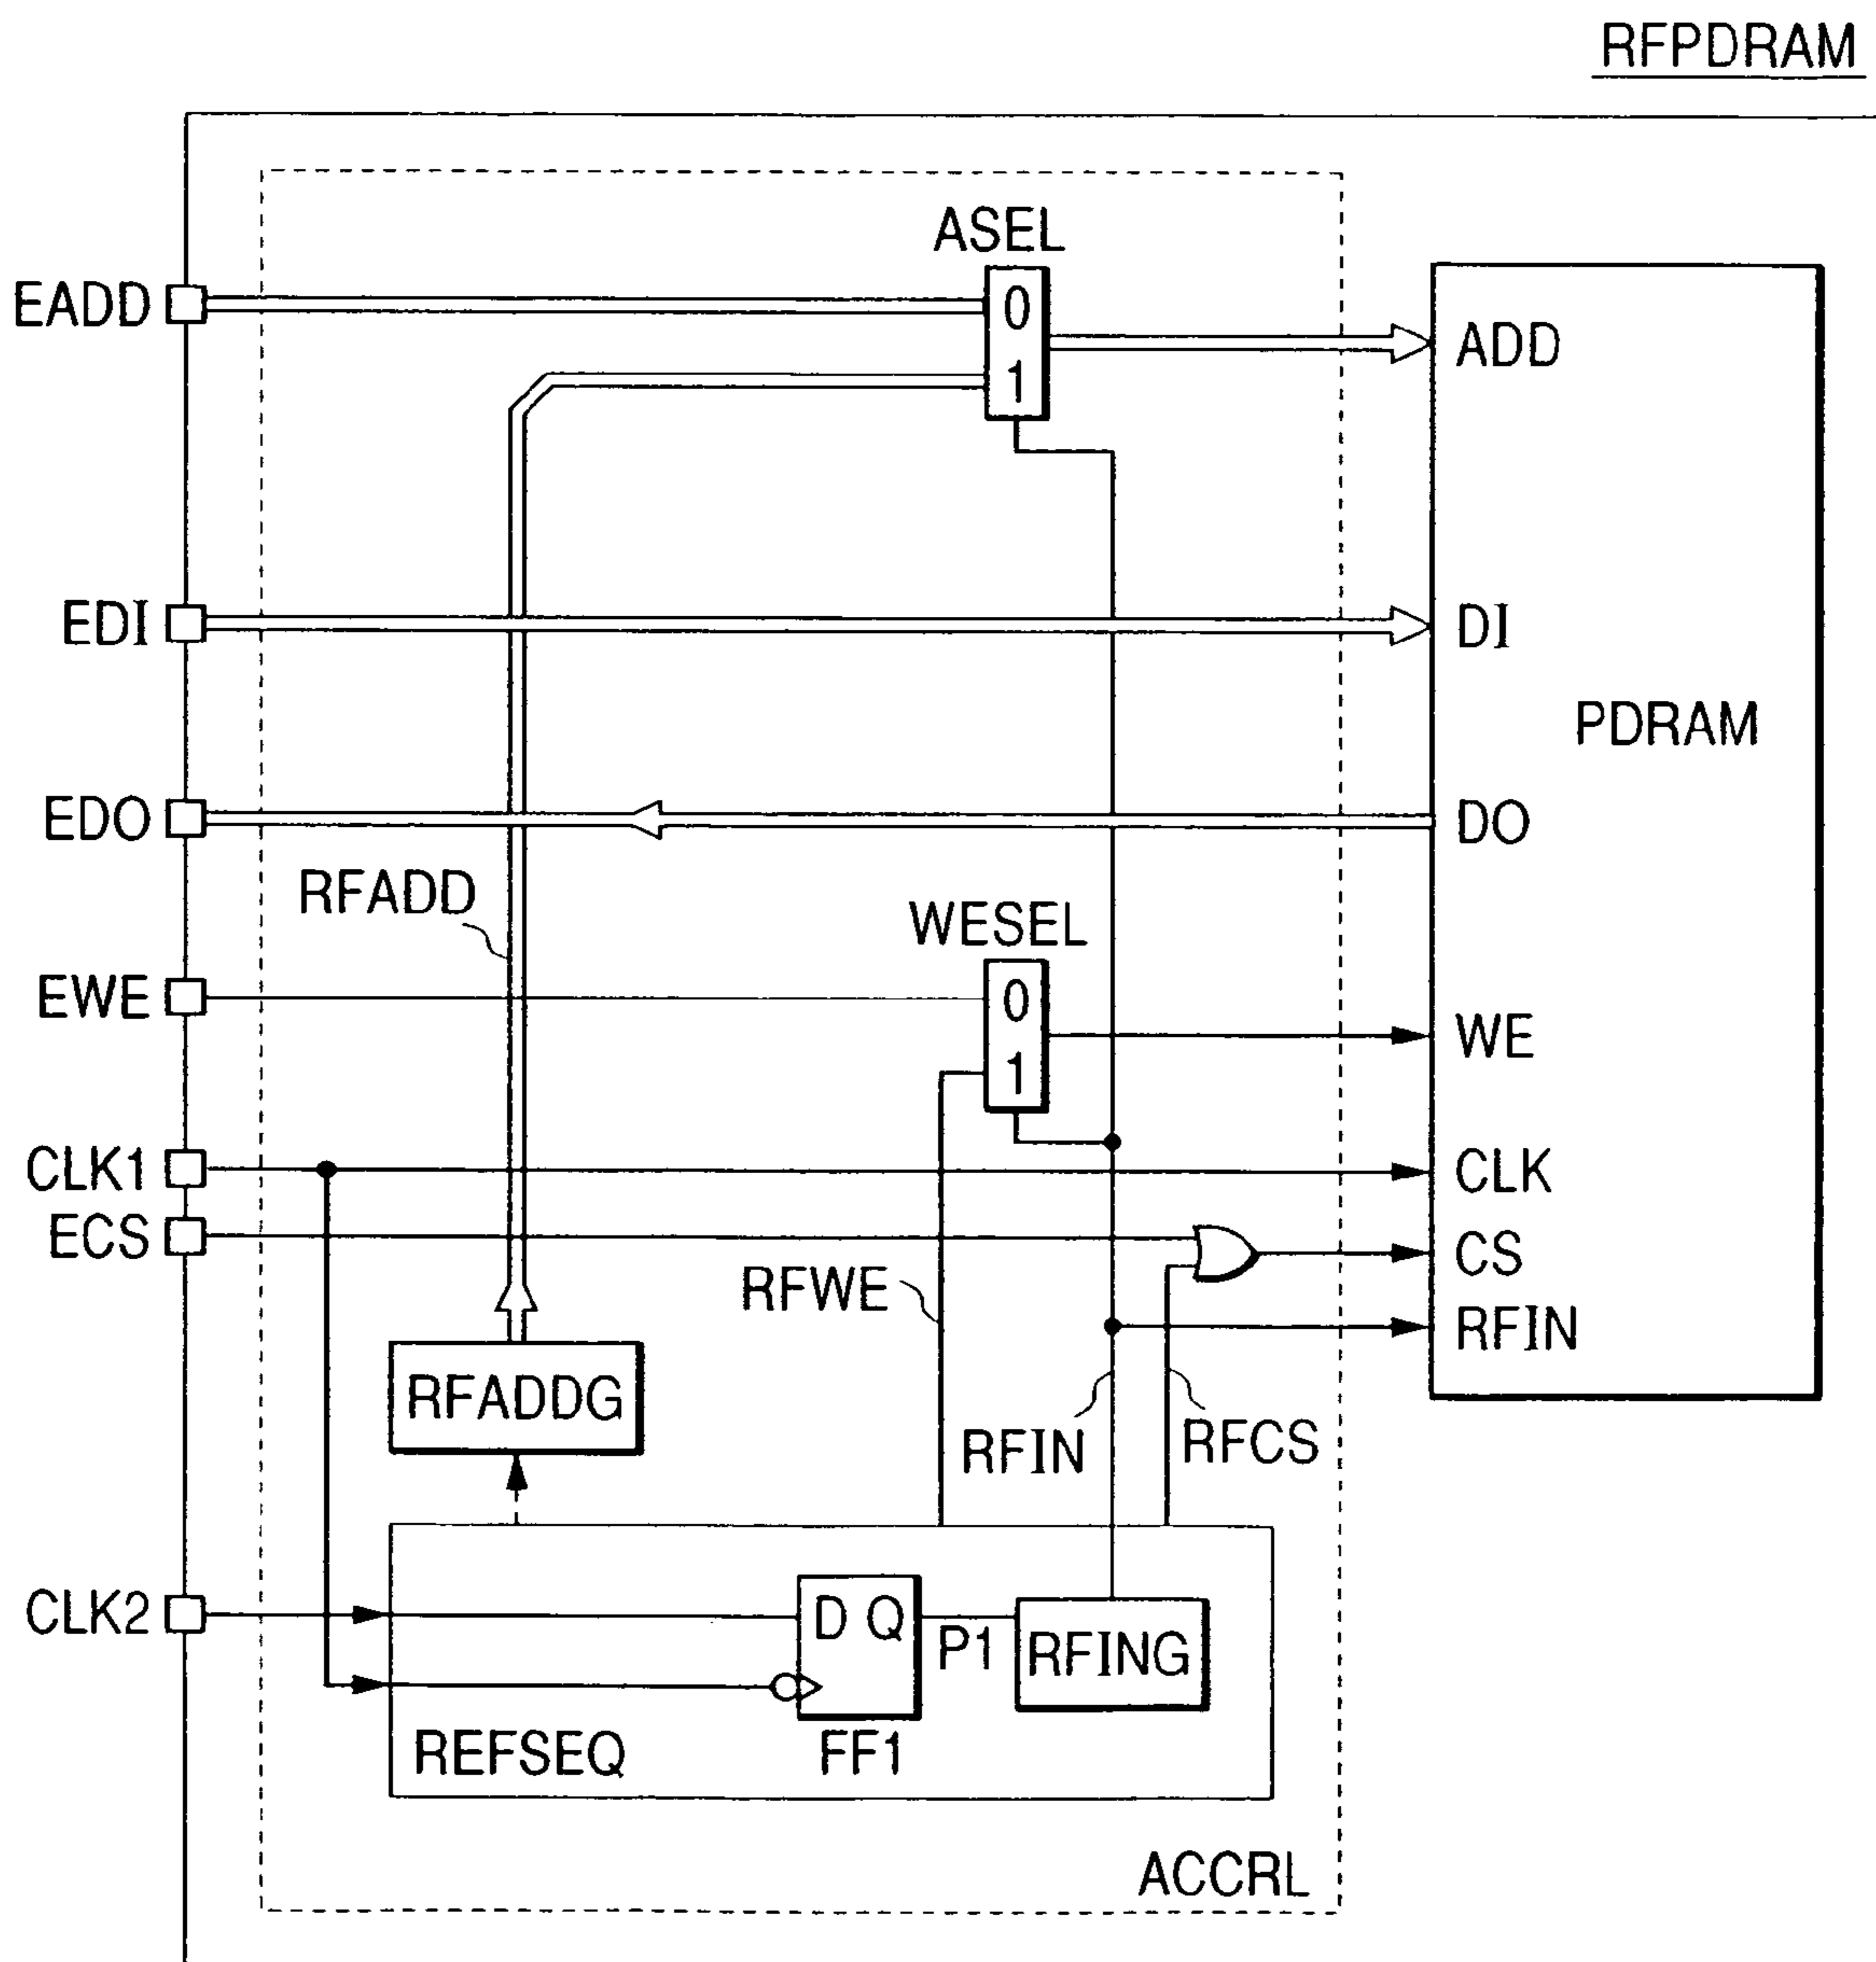 RFPDRAM
ASEL
EADD
0
1
ADD
EDI
DI
PDRAM
EDO
DO
RFADD
WESEL
EWE
0
1
WE
CLK1
CLK
ECS
CS
RFWE
RFIN
RFADDG
RFIN
RFCS
CLK2
D Q
P1
RFING
REFSEQ
FF1
ACCRL